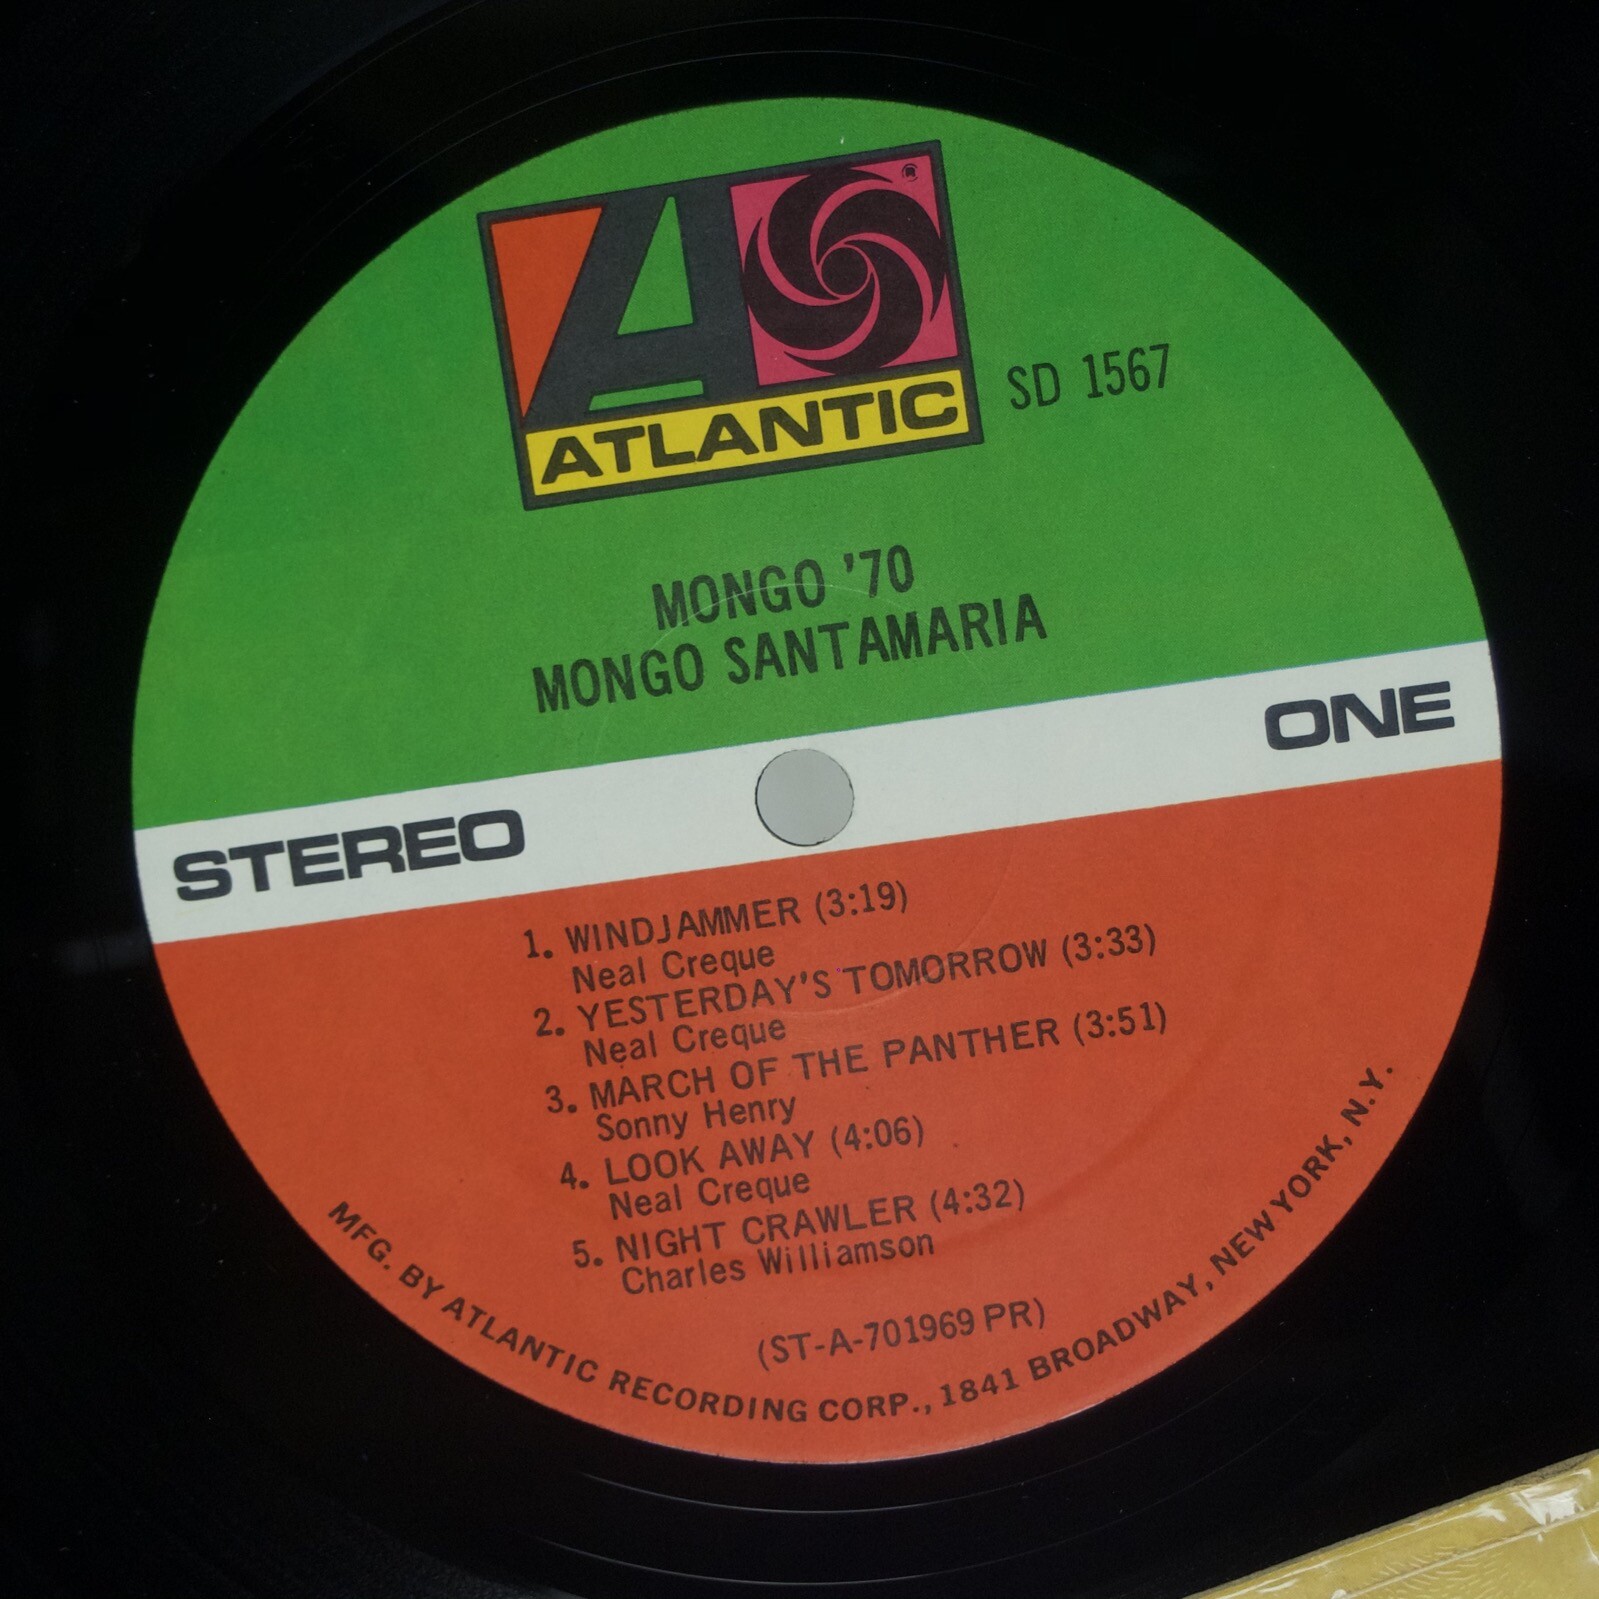 ATLANTIC
SD 1567
MONGO '70
MONGO SANTAMARIA
STEREO
ONE
1. WINDJAMMER (3:19)
Neal Creque
2. YESTERDAY'S TOMORROW (3:33)
Neal Creque
3. MARCH OF THE PANTHER (3:51)
Sonny Henry
4. LOOK AWAY (4:06)
Neal Creque
5. NIGHT CRAWLER (4:32)
Charles Williamson
(ST-A-701969 PR)
MFG. BY ATLANTIC RECORDING CORP., 1841 BROADWAY, NEW YORK, N.Y.